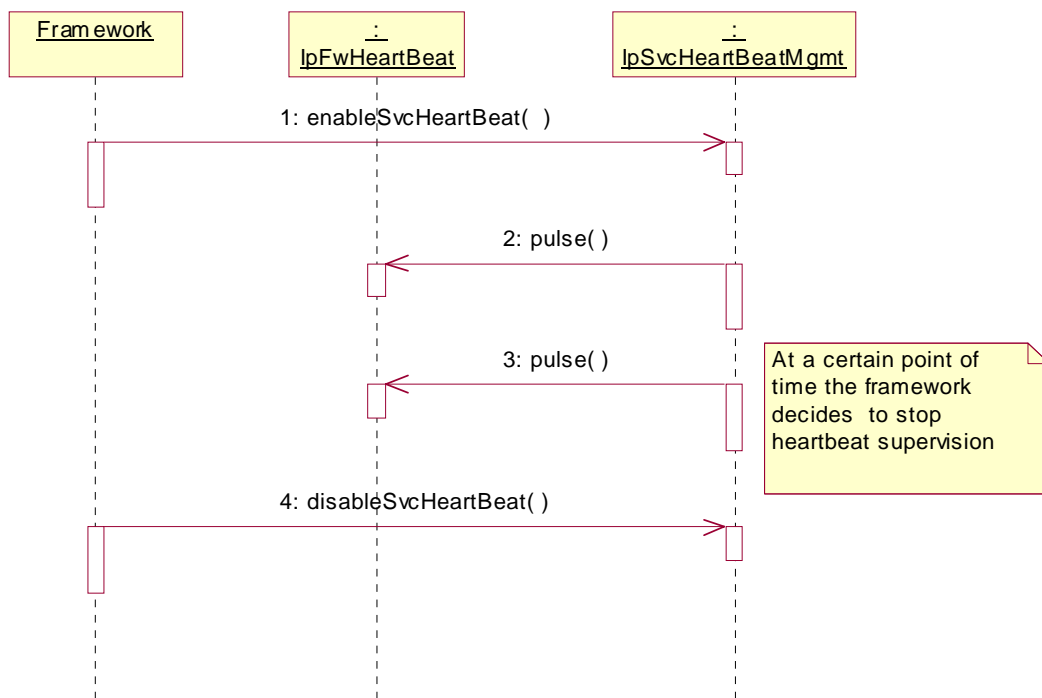 Framework
:
IpFwHeartBeat
:
IpSvcHeartBeatMgmt
1: enableSvcHeartBeat( )
2: pulse( )
3: pulse( )
At a certain point of
time the framework
decides to stop
heartbeat supervision
4: disableSvcHeartBeat( )